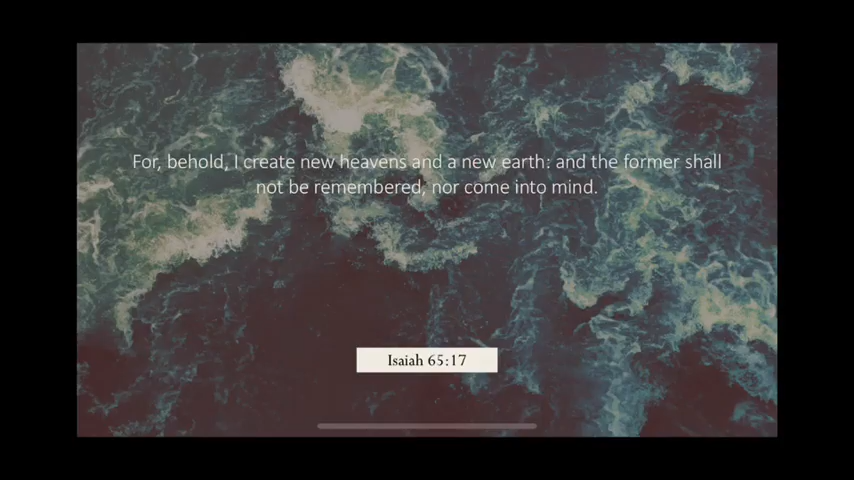 For, behold, I create new heavens and a new earth: and the former shall
not be remembered, nor come into mind.
Isaiah 65:17